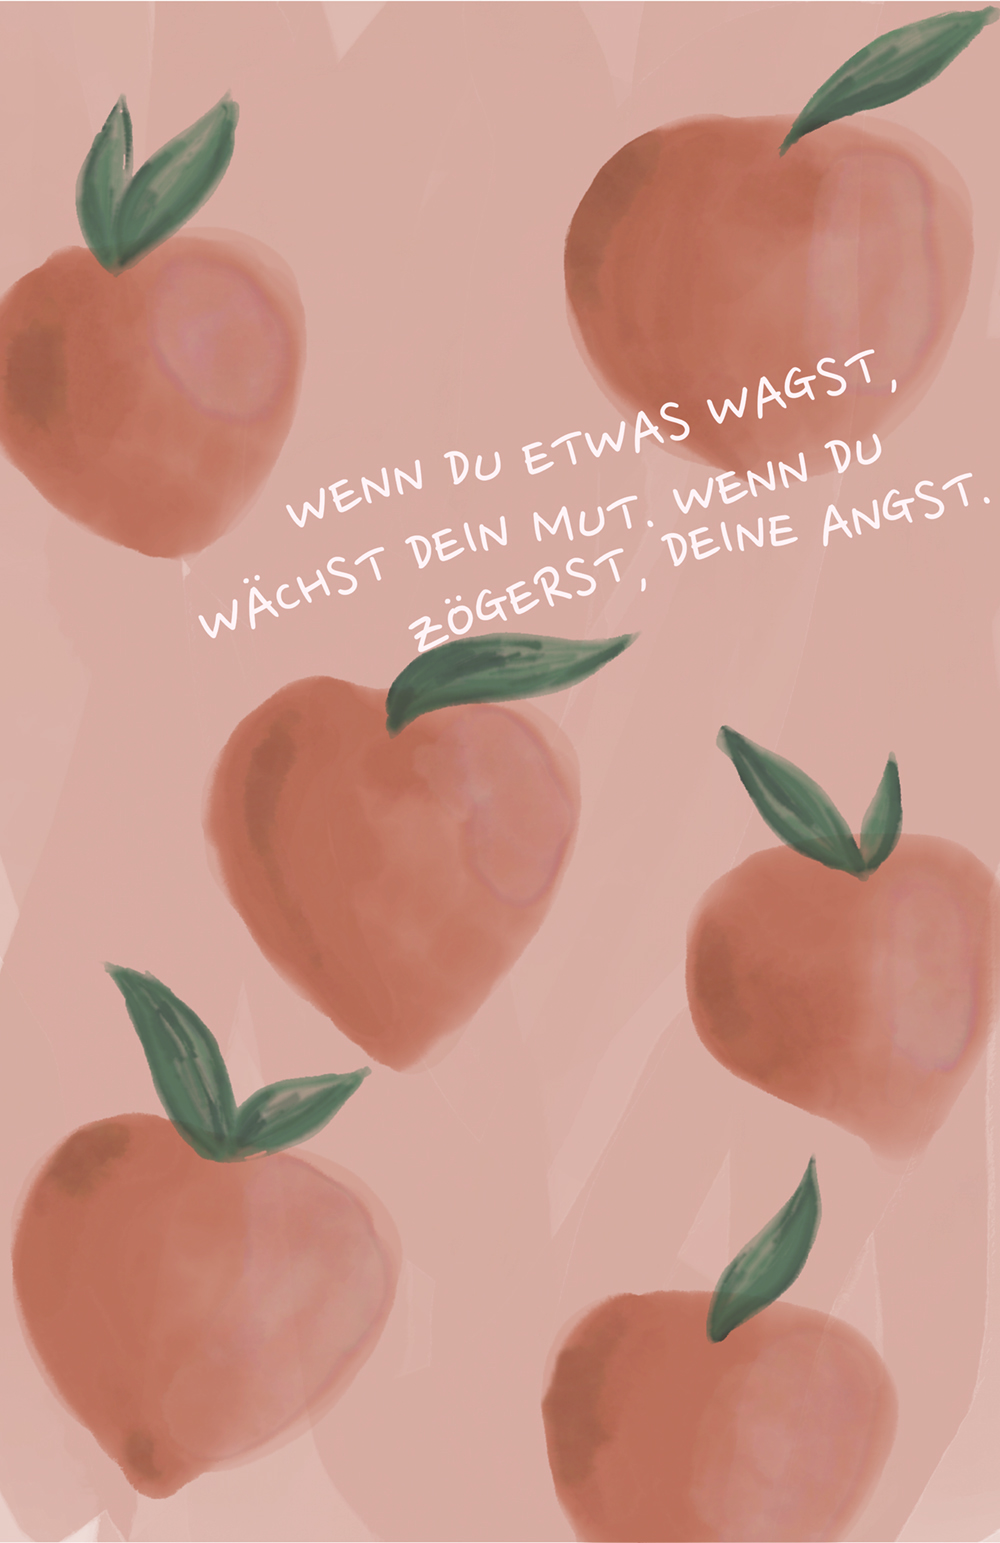 WENN DU ETWAS WAGST,
WÄCHST DEIN MUT. WENN DU
ZÖGERST, DEINE ANGST.